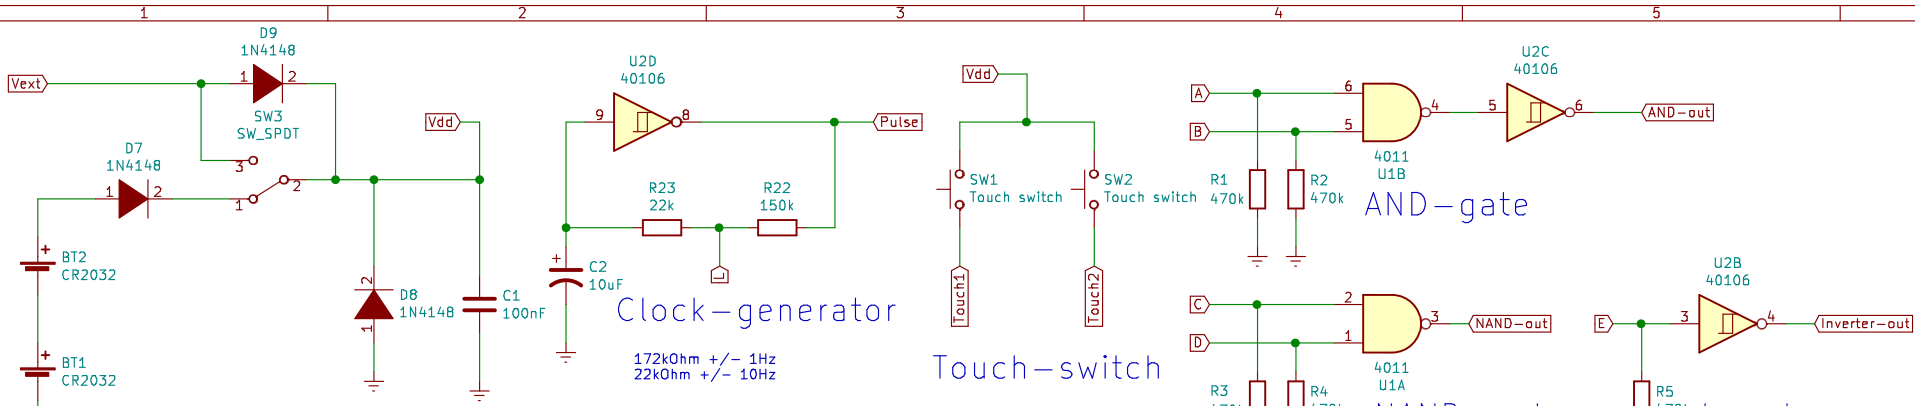 1 2 3 4 5
D9
1N4148
Vext
1 2
SW3
SW_SPDT
3
2
1
D7
1N4148
1 2
BT2
CR2032
+
BT1
CR2032
+
Vdd
2
D8
1N4148
1
C1
100nF
U2D
40106
9 8
Pulse
R23
22k
R22
150k
L
+
C2
10uF
Clock-generator
172kOhm +/- 1Hz
22kOhm +/- 10Hz
Vdd
SW1
Touch switch
SW2
Touch switch
Touch1
Touch2
Touch-switch
A
B
6
5
4
4011
U1B
R1
470k
R2
470k
AND-gate
U2C
40106
5 6
AND-out
C
D
2
1
3
4011
U1A
NAND-out
R3
R4
U2B
40106
E
3 4
Inverter-out
R5